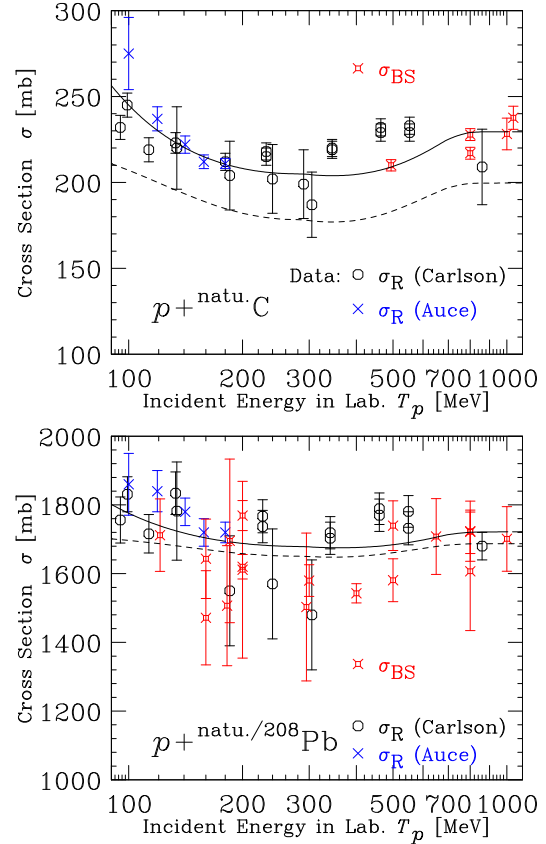 300
250
200
150
100
Cross Section σ [mb]
σBS
Data: σR (Carlson)
σR (Auce)
p+natu.C
100 200 300 500 700 1000
Incident Energy in Lab. Tp [MeV]
2000
1800
1600
1400
1200
1000
Cross Section σ [mb]
σBS
σR (Carlson)
σR (Auce)
p+natu./208Pb
100 200 300 500 700 1000
Incident Energy in Lab. Tp [MeV]